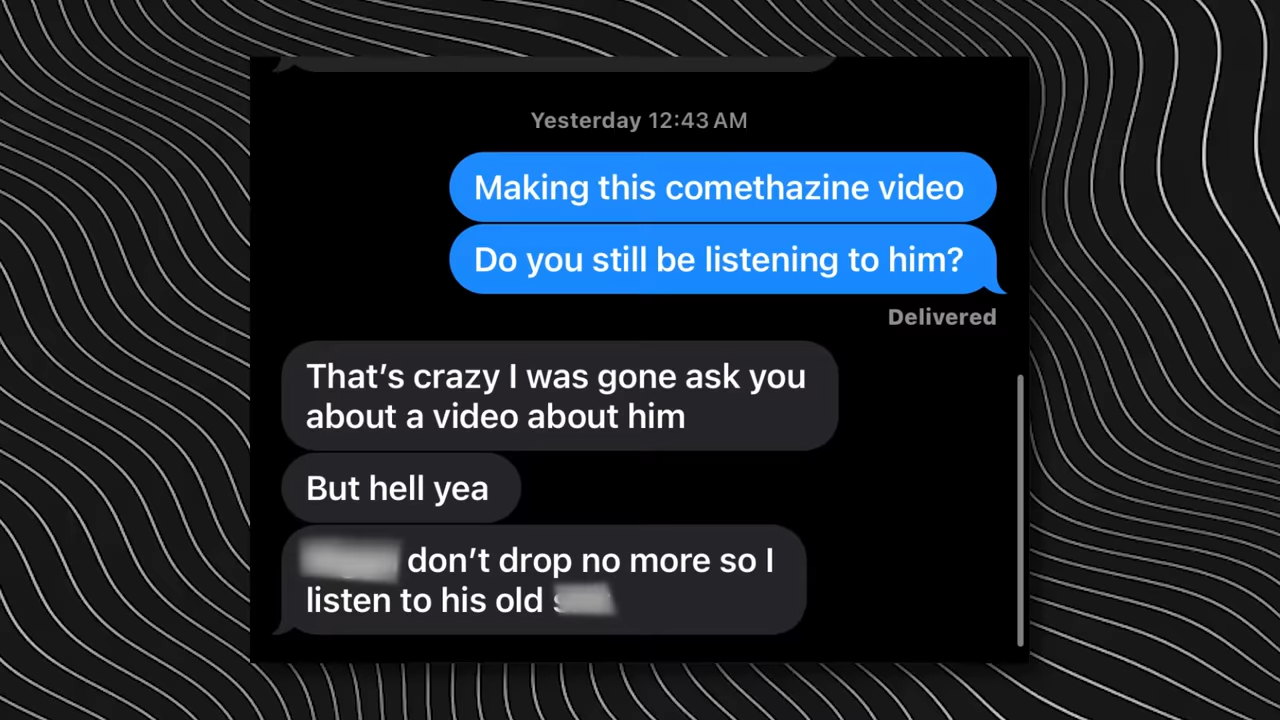 Yesterday 12:43 AM
Making this comethazine video
Do you still be listening to him?
Delivered
That's crazy I was gone ask you
about a video about him
But hell yea
don't drop no more so I
listen to his old